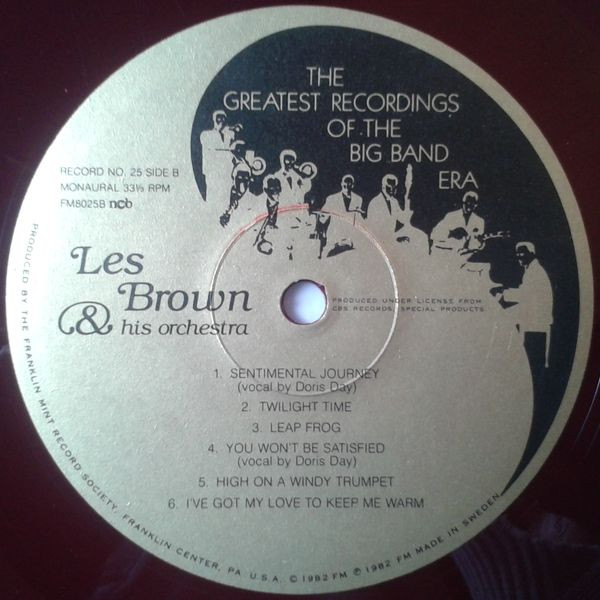 THE
GREATEST RECORDINGS
OF THE
BIG BAND
ERA
RECORD NO. 25 SIDE B
MONAURAL 33⅓ RPM
FM8025B ncb
Les
Brown
& his orchestra
PRODUCED UNDER LICENSE FROM
CBS RECORDS, SPECIAL PRODUCTS
1. SENTIMENTAL JOURNEY
(vocal by Doris Day)
2. TWILIGHT TIME
3. LEAP FROG
4. YOU WON'T BE SATISFIED
(vocal by Doris Day)
5. HIGH ON A WINDY TRUMPET
6. I'VE GOT MY LOVE TO KEEP ME WARM
PRODUCED BY THE FRANKLIN MINT RECORD SOCIETY, FRANKLIN CENTER, PA U.S.A. © 1982 FM ℗ 1982 FM MADE IN SWEDEN